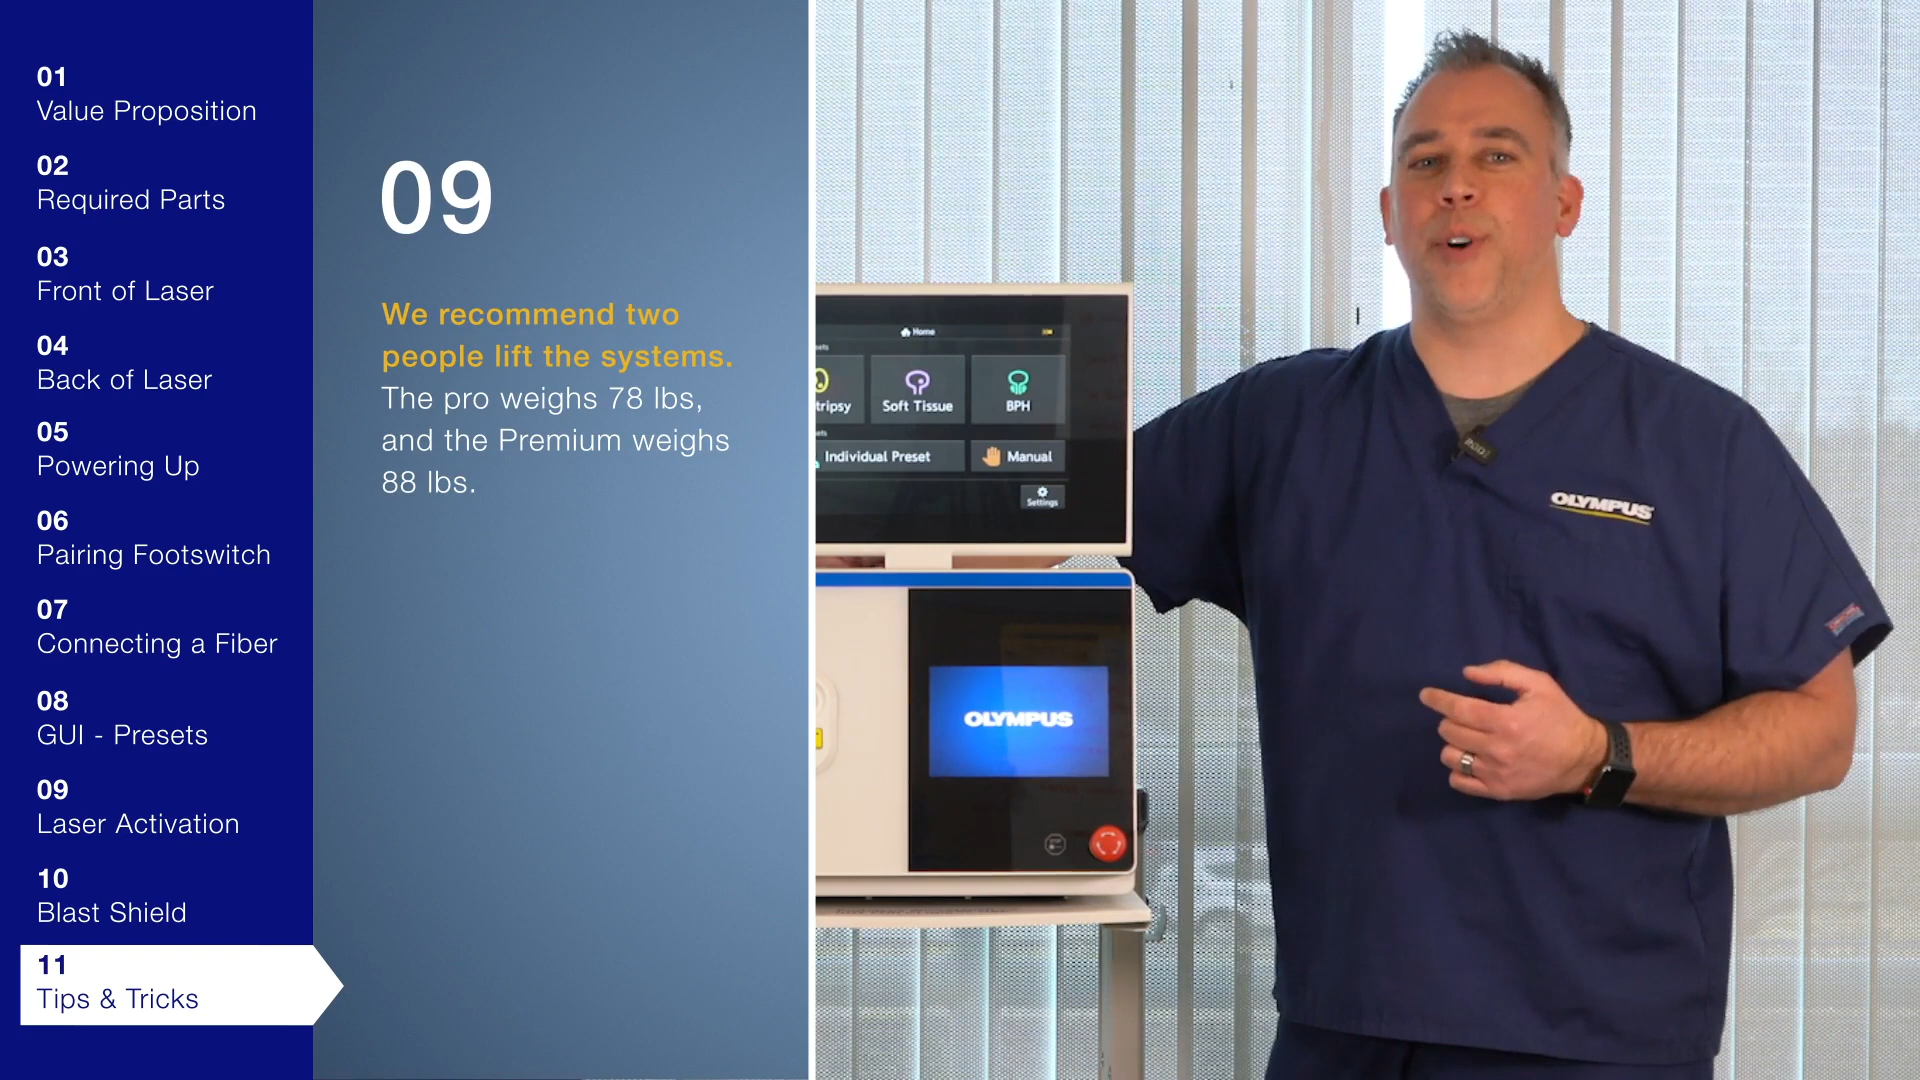 01
Value Proposition
02
Required Parts
03
Front of Laser
04
Back of Laser
05
Powering Up
06
Pairing Footswitch
07
Connecting a Fiber
08
GUI - Presets
09
Laser Activation
10
Blast Shield
11
Tips & Tricks
09
We recommend two
people lift the systems.
The pro weighs 78 lbs,
and the Premium weighs
88 lbs.
Home
tripsy
Soft Tissue
BPH
Individual Preset
Manual
Settings
OLYMPUS
OLYMPUS